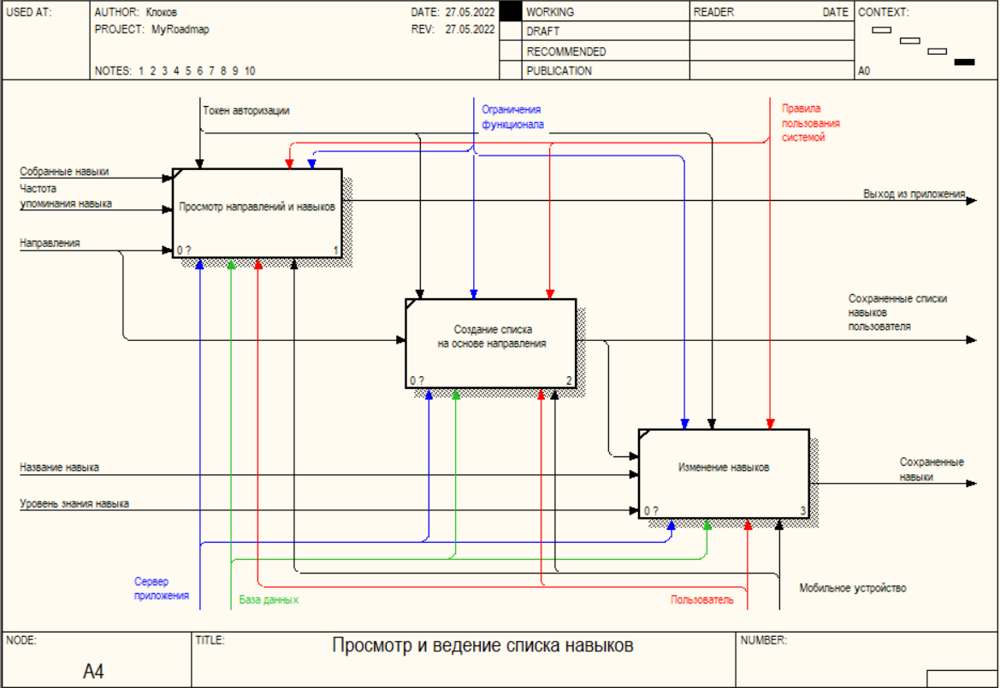 USED AT:
AUTHOR: Клоков
DATE: 27.05.2022
WORKING
READER
DATE
CONTEXT:
PROJECT: MyRoadmap
REV: 27.05.2022
DRAFT
RECOMMENDED
NOTES: 1 2 3 4 5 6 7 8 9 10
PUBLICATION
A0
Токен авторизации
Ограничения
функционала
Правила
пользования
системой
Собранные навыки
Частота
упоминания навыка
Направления
Просмотр направлений и навыков
0 ?
1
Выход из приложения
Создание списка
на основе направления
0 ?
2
Сохраненные списки
навыков
пользователя
Название навыка
Уровень знания навыка
Изменение навыков
0 ?
3
Сохраненные
навыки
Сервер
приложения
База данных
Пользователь
Мобильное устройство
NODE:
A4
TITLE:
Просмотр и ведение списка навыков
NUMBER: